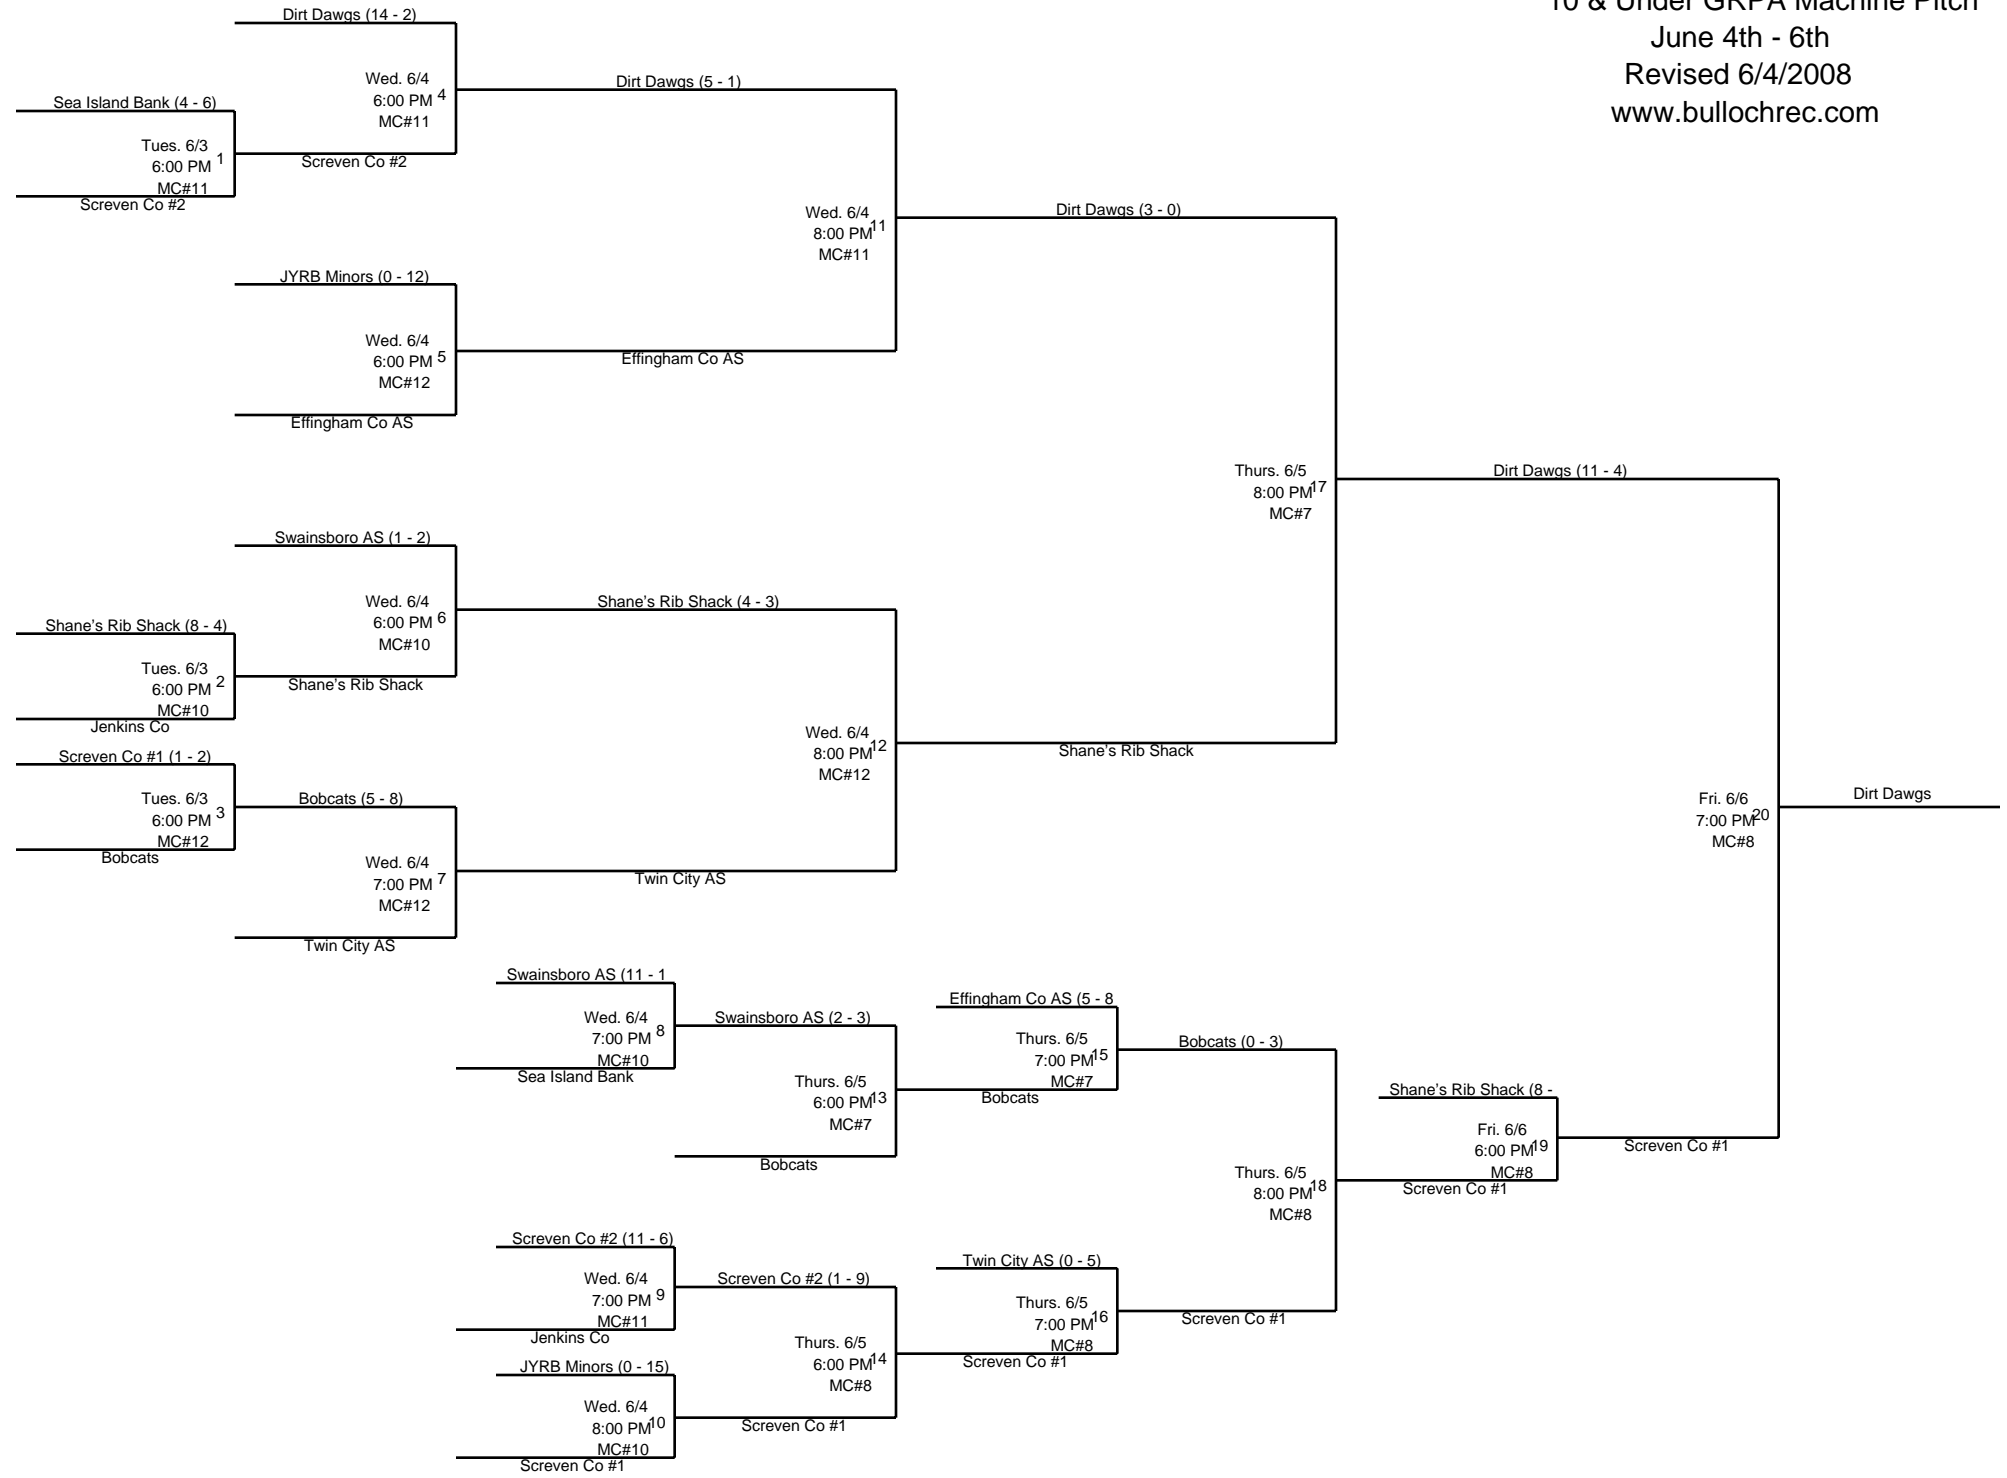 10 & Under GRPA Machine Pitch
June 4th - 6th
Revised 6/4/2008
www.bullochrec.com
Dirt Dawgs (14 - 2)
Wed. 6/4
6:00 PM 4
MC#11
Dirt Dawgs (5 - 1)
Sea Island Bank (4 - 6)
Tues. 6/3
6:00 PM 1
MC#11
Screven Co #2
Screven Co #2
Wed. 6/4
8:00 PM 11
MC#11
Dirt Dawgs (3 - 0)
JYRB Minors (0 - 12)
Wed. 6/4
6:00 PM 5
MC#12
Effingham Co AS
Effingham Co AS
Thurs. 6/5
8:00 PM 17
MC#7
Dirt Dawgs (11 - 4)
Swainsboro AS (1 - 2)
Wed. 6/4
6:00 PM 6
MC#10
Shane's Rib Shack (4 - 3)
Shane's Rib Shack (8 - 4)
Tues. 6/3
6:00 PM 2
MC#10
Shane's Rib Shack
Jenkins Co
Wed. 6/4
8:00 PM 12
MC#12
Shane's Rib Shack
Screven Co #1 (1 - 2)
Tues. 6/3
6:00 PM 3
MC#12
Bobcats
Bobcats (5 - 8)
Wed. 6/4
7:00 PM 7
MC#12
Twin City AS
Twin City AS
Fri. 6/6
7:00 PM 20
MC#8
Dirt Dawgs
Swainsboro AS (11 - 1
Wed. 6/4
7:00 PM 8
MC#10
Sea Island Bank
Swainsboro AS (2 - 3)
Thurs. 6/5
6:00 PM 13
MC#7
Bobcats
Effingham Co AS (5 - 8
Thurs. 6/5
7:00 PM 15
MC#7
Bobcats
Bobcats (0 - 3)
Thurs. 6/5
8:00 PM 18
MC#8
Shane's Rib Shack (8 -
Fri. 6/6
6:00 PM 19
MC#8
Screven Co #1
Screven Co #1
Screven Co #2 (11 - 6)
Wed. 6/4
7:00 PM 9
MC#11
Jenkins Co
Screven Co #2 (1 - 9)
Thurs. 6/5
6:00 PM 14
MC#8
Twin City AS (0 - 5)
Thurs. 6/5
7:00 PM 16
MC#8
Screven Co #1
Screven Co #1
JYRB Minors (0 - 15)
Wed. 6/4
8:00 PM 10
MC#10
Screven Co #1
Screven Co #1